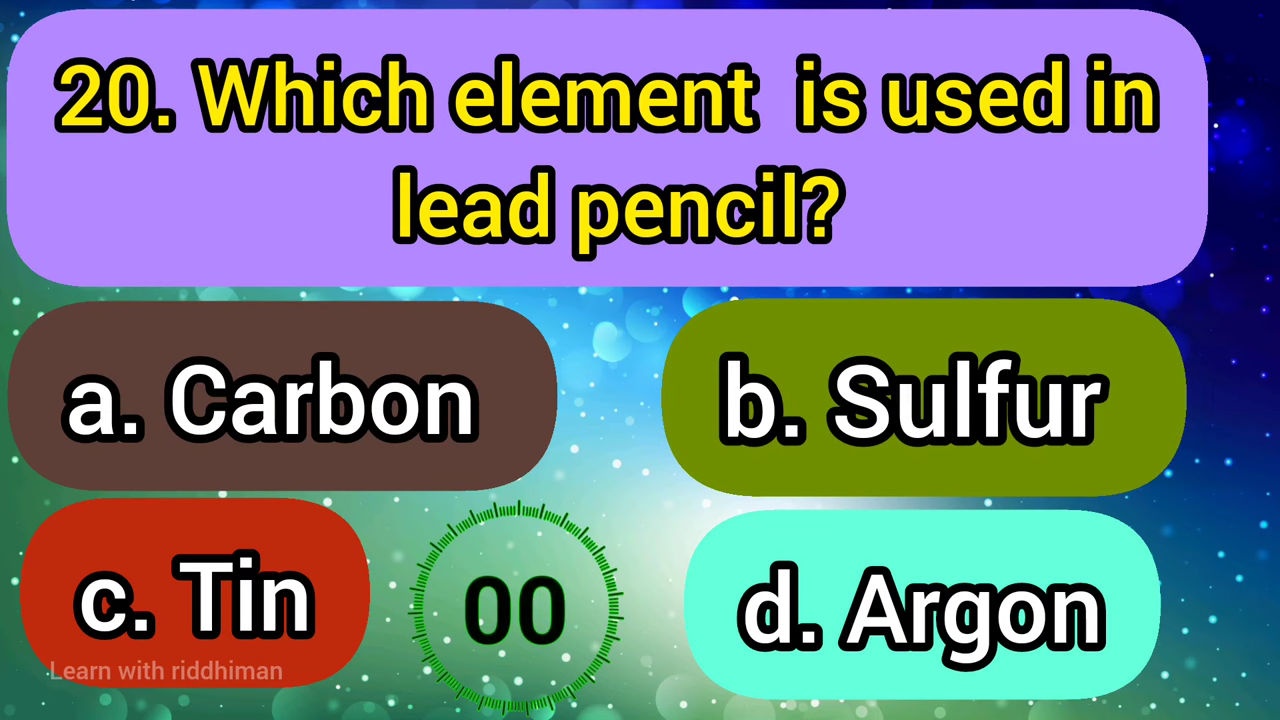 20. Which element is used in
lead pencil?
a. Carbon
b. Sulfur
c. Tin
00
d. Argon
Learn with riddhiman